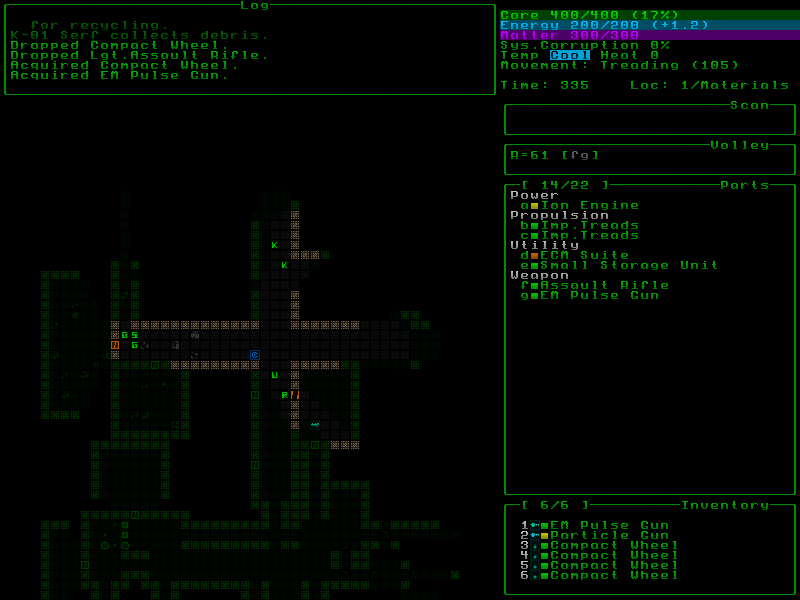 Log
for recycling.
K-01 Serf collects debris.
Dropped Compact Wheel.
Dropped Lgt.Assault Rifle.
Acquired Compact Wheel.
Acquired EM Pulse Gun.
Core 400/400 (17%)
Energy 200/200 (+1.2)
Matter 300/300
Sys.Corruption 0%
Temp Cool Heat 0
Movement: Treading (105)
Time: 335 Loc: 1/Materials
Scan
Volley
R=61 [fg]
[ 14/22 ] Parts
Power
a Ion Engine
Propulsion
b Imp.Treads
c Imp.Treads
Utility
d ECM Suite
e Small Storage Unit
Weapon
f Assault Rifle
g EM Pulse Gun
K
K
G S
G
@
U
R
[ 6/6 ] Inventory
1 EM Pulse Gun
2 Particle Gun
3 Compact Wheel
4 Compact Wheel
5 Compact Wheel
6 Compact Wheel